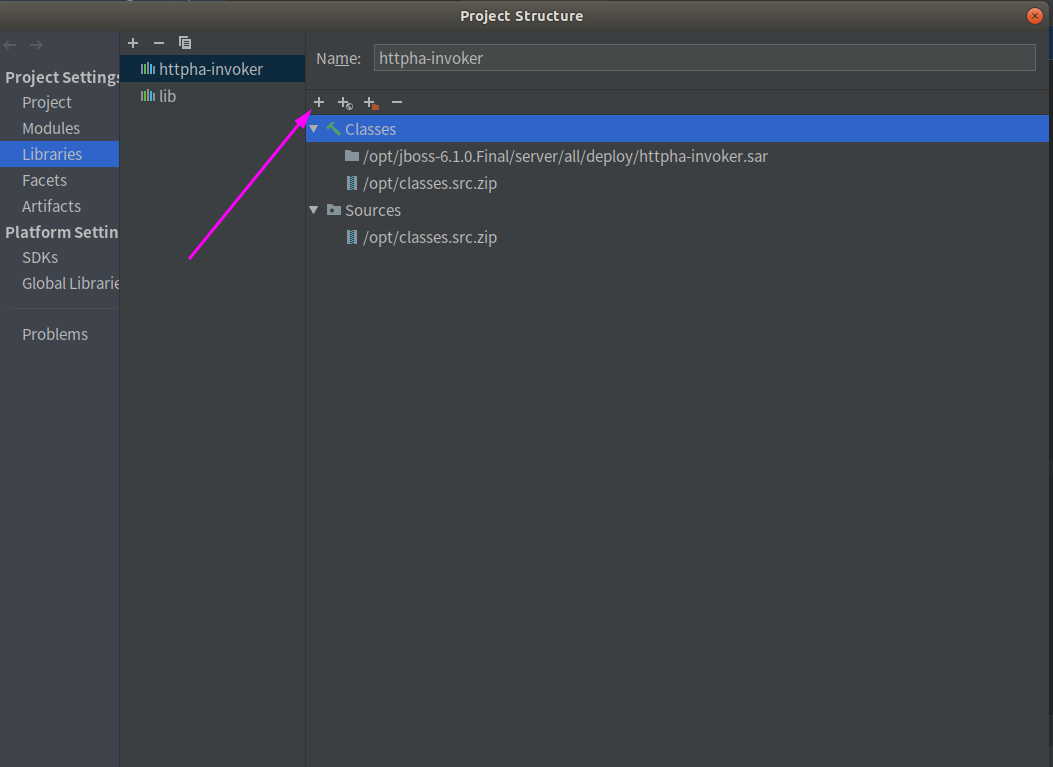 Project Structure
Project Settings
Project
Modules
Libraries
Facets
Artifacts
Platform Settin
SDKs
Global Librarie
Problems
httpha-invoker
lib
Name: httpha-invoker
Classes
/opt/jboss-6.1.0.Final/server/all/deploy/httpha-invoker.sar
/opt/classes.src.zip
Sources
/opt/classes.src.zip